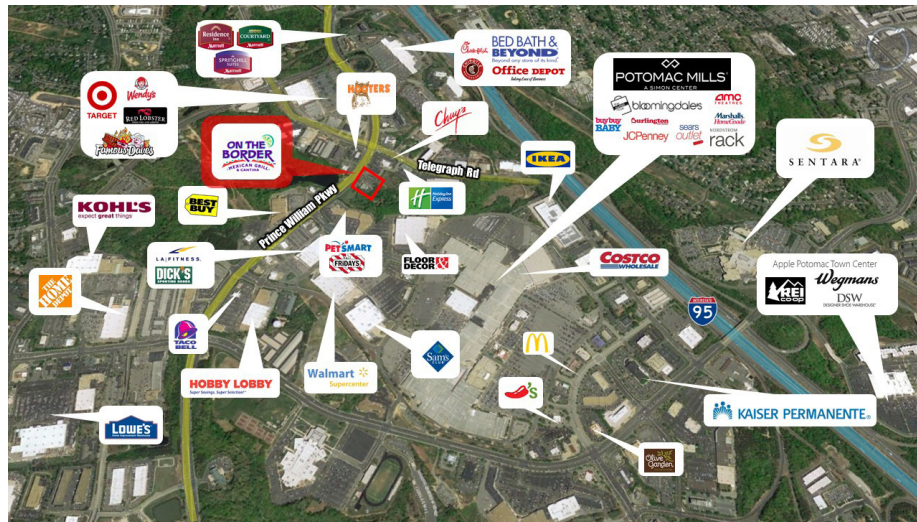 Residence
Inn
Marriott
COURTYARD
Marriott
SPRINGHILL
SUITES
Marriott
Chick-fil-A
CHIPOTLE
BED BATH &
BEYOND
Beyond any store of its kind.
Office DEPOT
Taking Care of Business
POTOMAC MILLS
A SIMON CENTER
bloomingdales
amc
THEATRES
buybuy
BABY
Burlington
Marshalls
HomeGoods
JCPenney
sears
outlet
NORDSTROM
rack
SENTARA
TARGET
Wendy's
RED LOBSTER
Famous Dave's
HOOTERS
Chuy's
ON THE
BORDER
MEXICAN GRILL
& CANTINA
Telegraph Rd
IKEA
Holiday Inn
Express
KOHL'S
expect great things
BEST
BUY
Prince William Pkwy
LA FITNESS.
DICK'S
SPORTING GOODS
PETSMART
FRIDAYS
FLOOR
& DECOR
COSTCO
WHOLESALE
Apple Potomac Town Center
REI
co-op
Wegmans
DSW
DESIGNER SHOE WAREHOUSE
THE
HOME
DEPOT
INTERSTATE
95
TACO
BELL
Sam's
CLUB
HOBBY LOBBY
Super Savings, Super Selection!
Walmart
Supercenter
'S
KAISER PERMANENTE®
LOWE'S
Olive
Garden